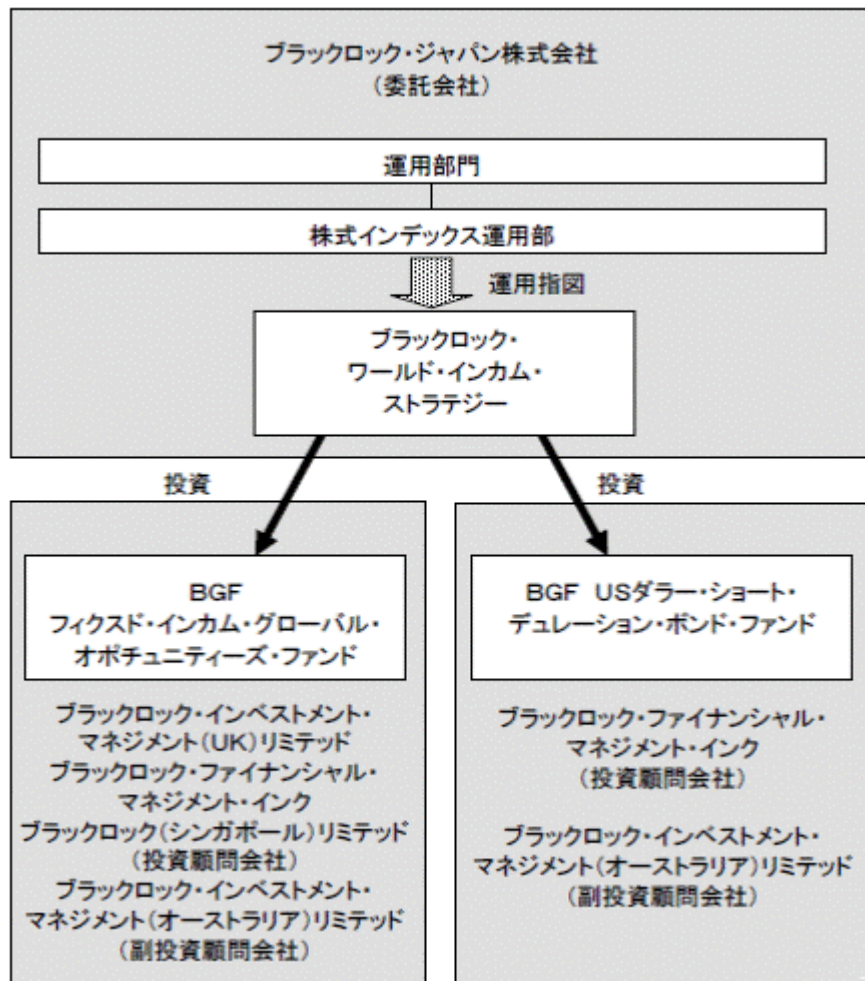 ブラックロック・ジャパン株式会社
（委託会社）
運用部門
株式インデックス運用部
運用指図
ブラックロック・
ワールド・インカム・
ストラテジー
投資
投資
BGF
フィクスド・インカム・グローバル・
オポチュニティーズ・ファンド
ブラックロック・インベストメント・
マネジメント（UK）リミテッド
ブラックロック・ファイナンシャル・
マネジメント・インク
ブラックロック（シンガポール）リミテッド
（投資顧問会社）
ブラックロック・インベストメント・
マネジメント（オーストラリア）リミテッド
（副投資顧問会社）
BGF USダラー・ショート・
デュレーション・ボンド・ファンド
ブラックロック・ファイナンシャル・
マネジメント・インク
（投資顧問会社）
ブラックロック・インベストメント・
マネジメント（オーストラリア）リミテッド
（副投資顧問会社）